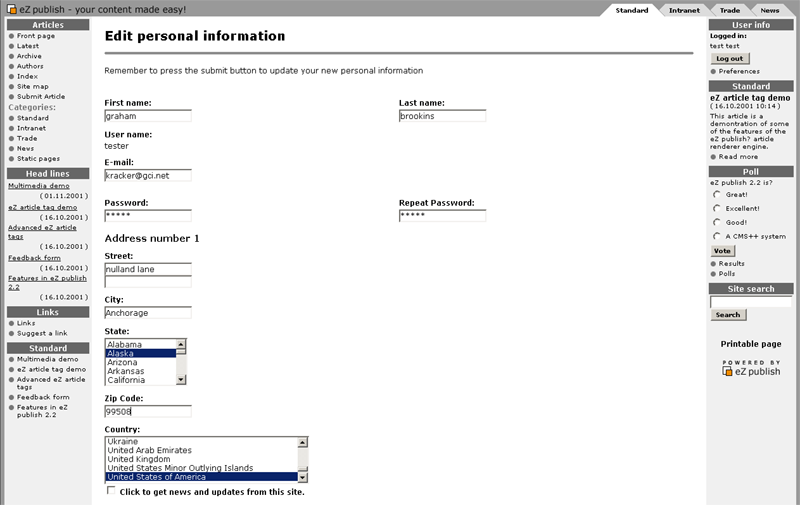 eZ publish - your content made easy!
Standard
Intranet
Trade
News
Articles
Front page
Latest
Archive
Authors
Index
Site map
Submit Article
Categories:
Standard
Intranet
Trade
News
Static pages
Head lines
Multimedia demo
( 01.11.2001 )
eZ article tag demo
( 16.10.2001 )
Advanced eZ article
tags
( 16.10.2001 )
Feedback form
( 16.10.2001 )
Features in eZ publish
2.2
( 16.10.2001 )
Links
Links
Suggest a link
Standard
Multimedia demo
eZ article tag demo
Advanced eZ article
tags
Feedback form
Features in eZ
publish 2.2
Edit personal information
Remember to press the submit button to update your new personal information
First name:
graham
Last name:
brookins
User name:
tester
E-mail:
kracker@gci.net
Password:
*****
Repeat Password:
*****
Address number 1
Street:
nulland lane
City:
Anchorage
State:
Alabama
Alaska
Arizona
Arkansas
California
Zip Code:
99508
Country:
Ukraine
United Arab Emirates
United Kingdom
United States Minor Outlying Islands
United States of America
Click to get news and updates from this site.
User info
Logged in:
test test
Log out
Preferences
Standard
eZ article tag demo
( 16.10.2001 10:14 )
This article is a
demontration of some
of the features of the
eZ publish? article
renderer engine.
Read more
Poll
eZ publish 2.2 is?
Great!
Excellent!
Good!
A CMS++ system
Vote
Results
Polls
Site search
Search
Printable page
POWERED BY
eZ publish